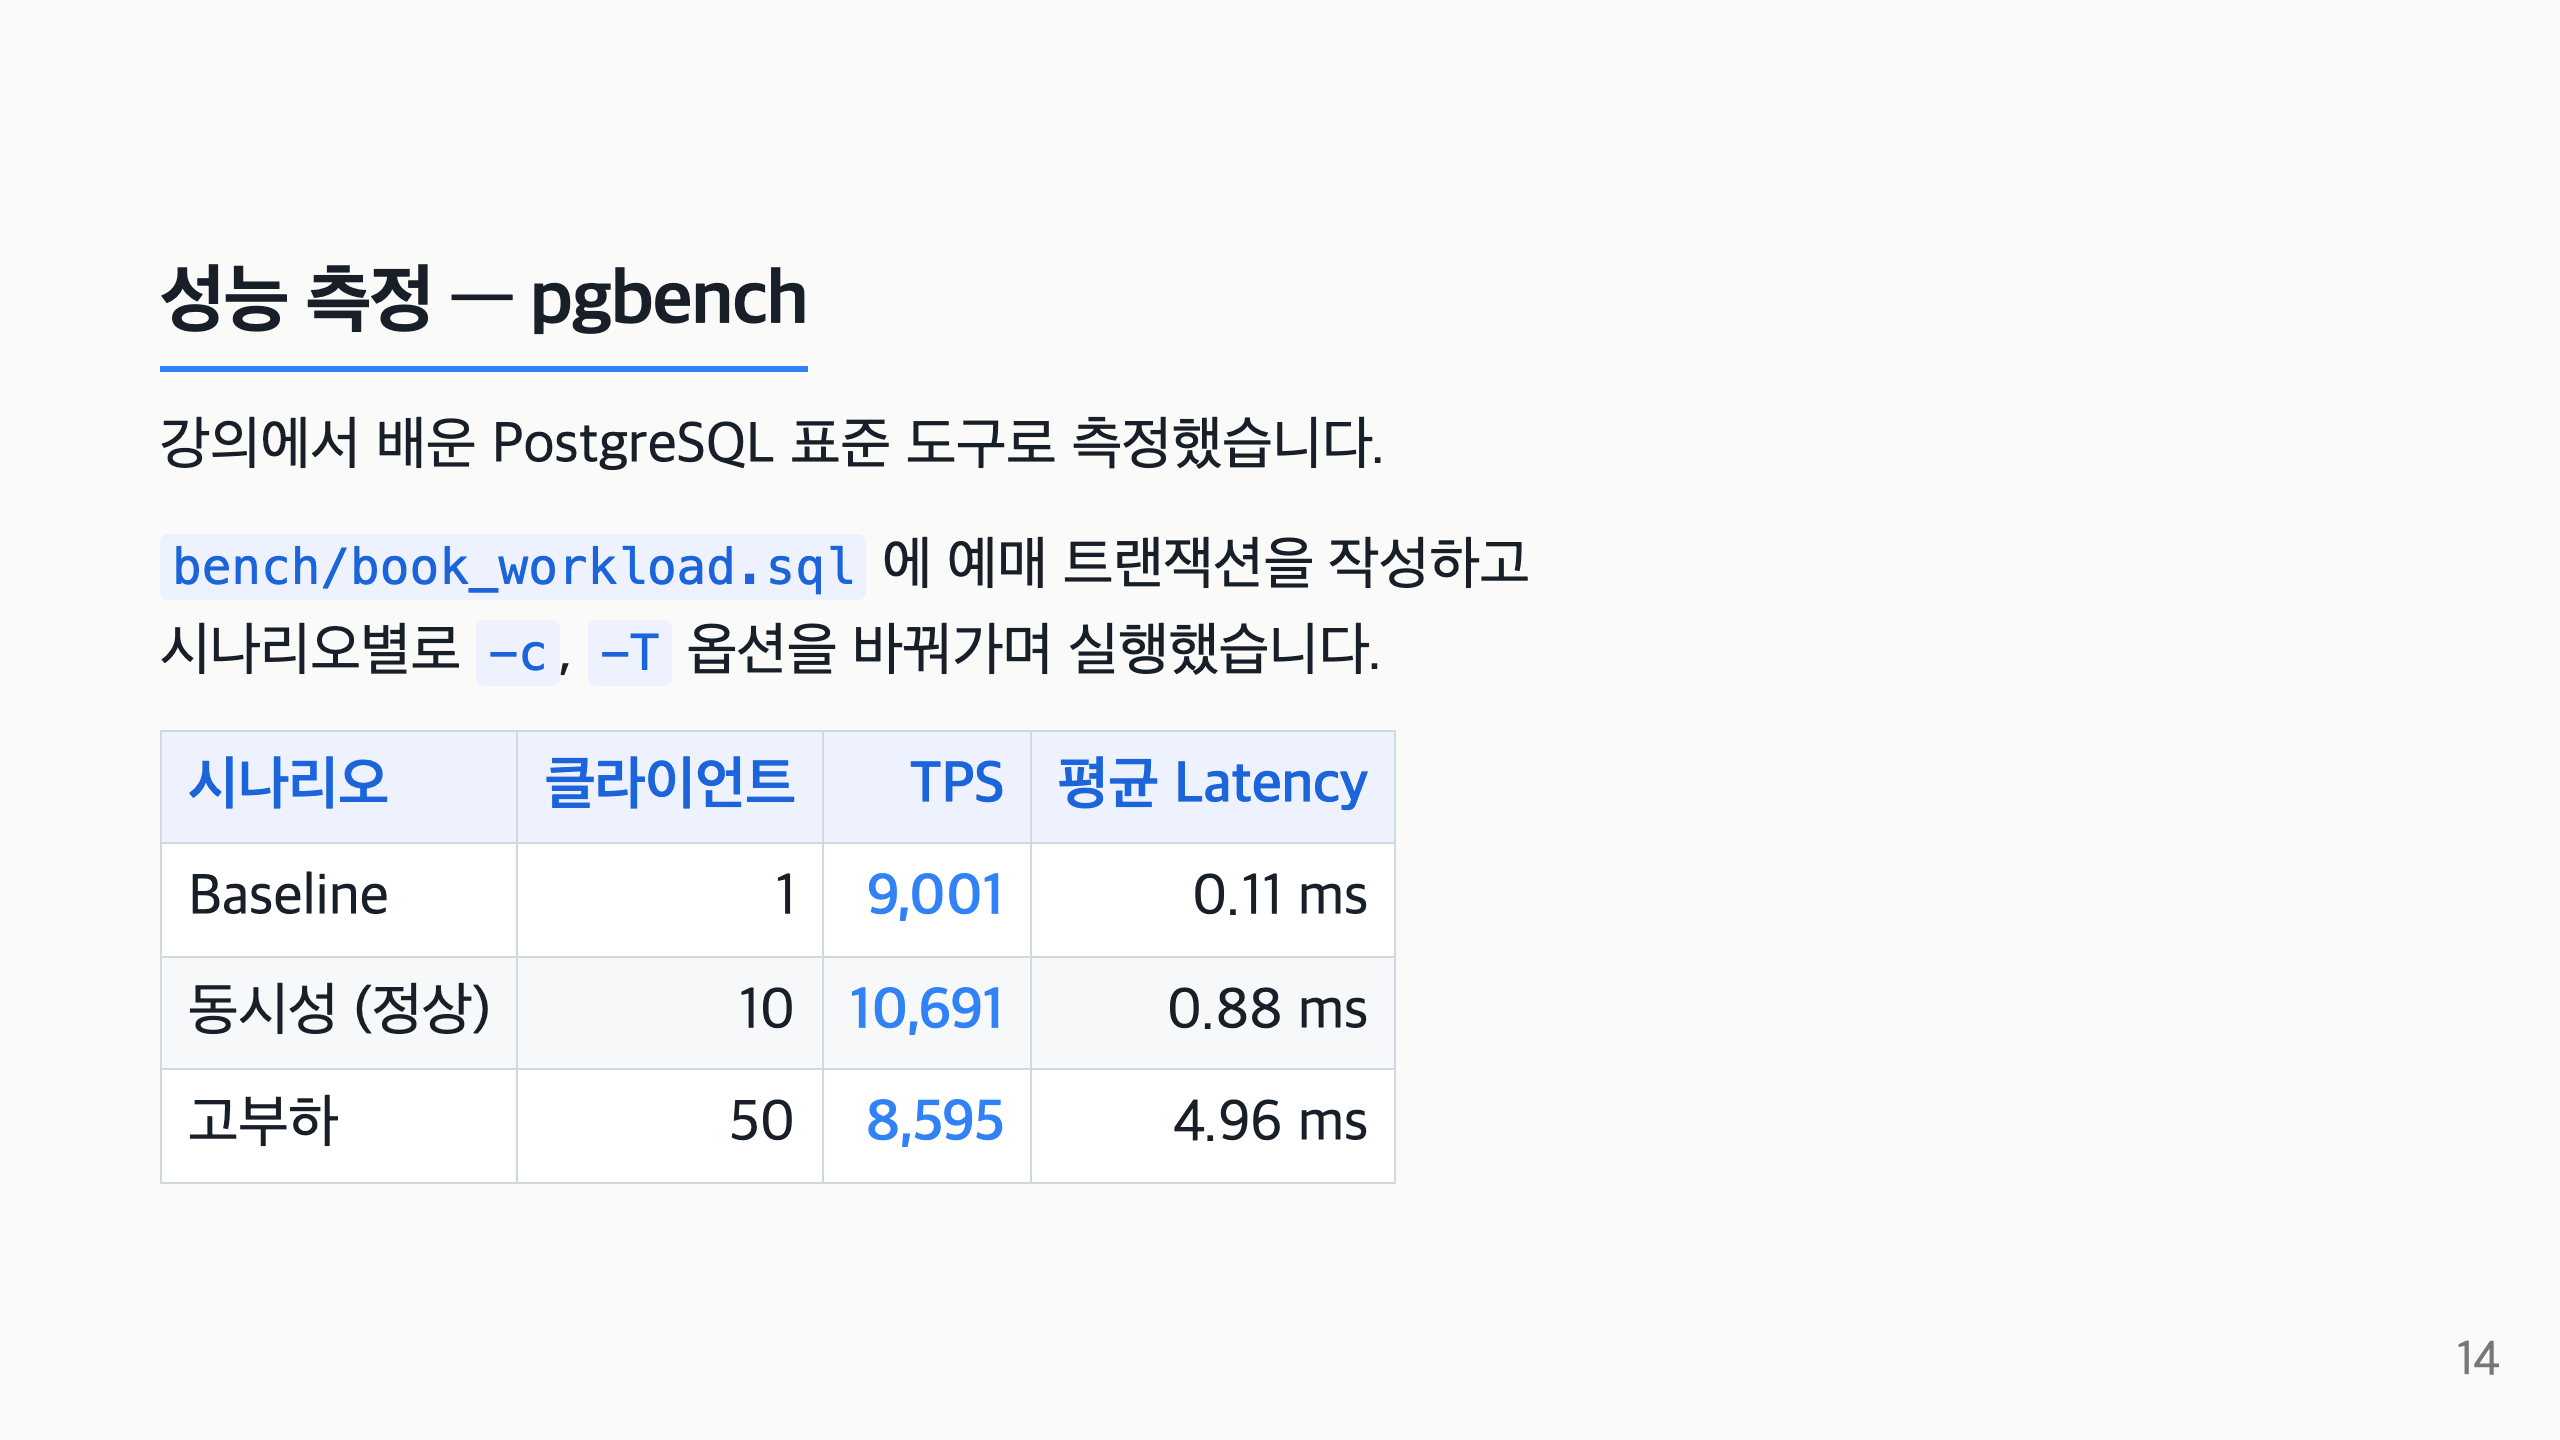 성능 측정 — pgbench
강의에서 배운 PostgreSQL 표준 도구로 측정했습니다.
bench/book_workload.sql 에 예매 트랜잭션을 작성하고
시나리오별로 -c, -T 옵션을 바꿔가며 실행했습니다.
시나리오 클라이언트 TPS 평균 Latency
Baseline 1 9,001 0.11 ms
동시성 (정상) 10 10,691 0.88 ms
고부하 50 8,595 4.96 ms
14